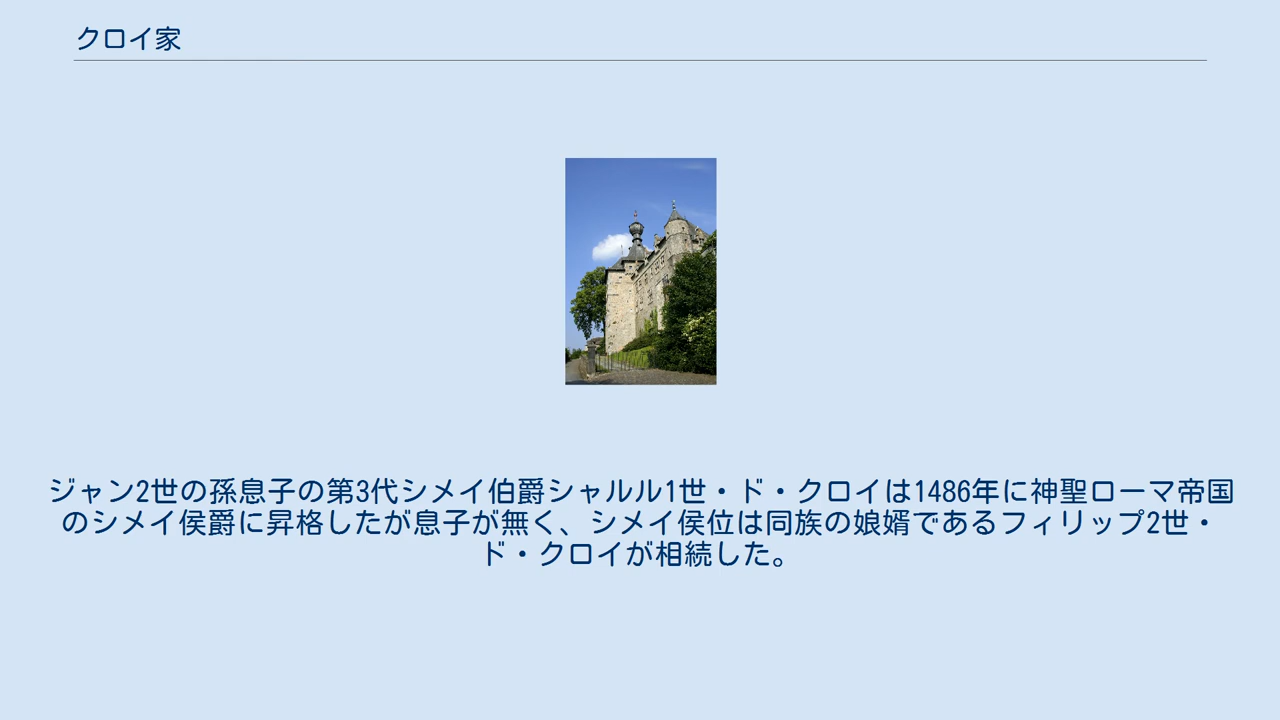 クロイ家
ジャン2世の孫息子の第3代シメイ伯爵シャルル1世・ド・クロイは1486年に神聖ローマ帝国
のシメイ侯爵に昇格したが息子が無く、シメイ侯位は同族の娘婿であるフィリップ2世・
ド・クロイが相続した。